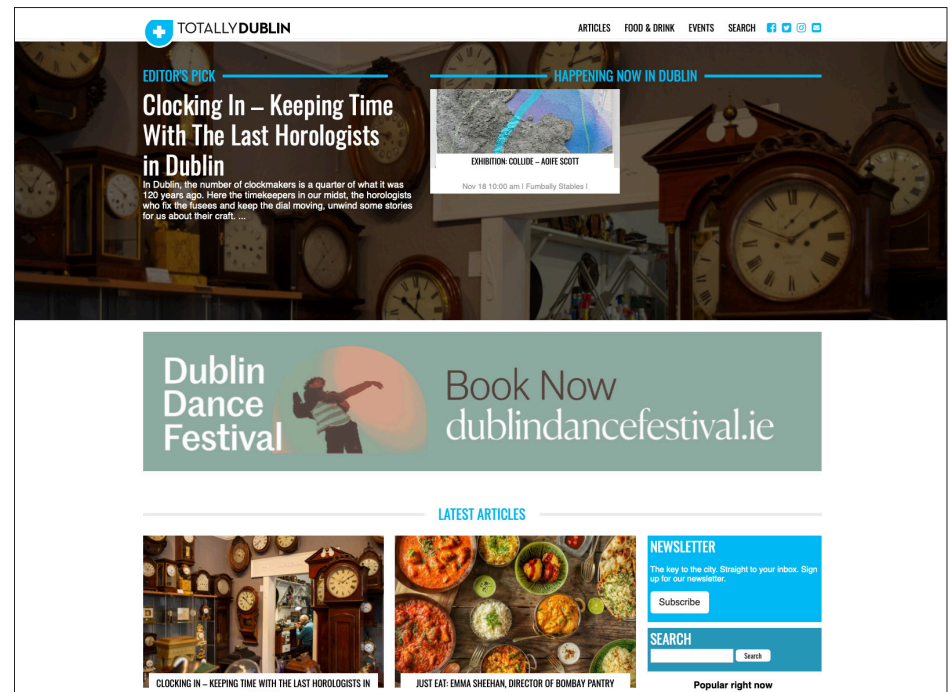 TOTALLYDUBLIN
ARTICLES FOOD & DRINK EVENTS SEARCH
EDITOR'S PICK
Clocking In – Keeping Time
With The Last Horologists
in Dublin
In Dublin, the number of clockmakers is a quarter of what it was
120 years ago. Here the timekeepers in our midst, the horologists
who fix the fusees and keep the dial moving, unwind some stories
for us about their craft. ...
HAPPENING NOW IN DUBLIN
EXHIBITION: COLLIDE – AOIFE SCOTT
Nov 18 10:00 am | Fumbally Stables |
Dublin
Dance
Festival
Book Now
dublindancefestival.ie
LATEST ARTICLES
CLOCKING IN – KEEPING TIME WITH THE LAST HOROLOGISTS IN
JUST EAT: EMMA SHEEHAN, DIRECTOR OF BOMBAY PANTRY
NEWSLETTER
The key to the city. Straight to your inbox. Sign
up for our newsletter.
Subscribe
SEARCH
Search
Popular right now